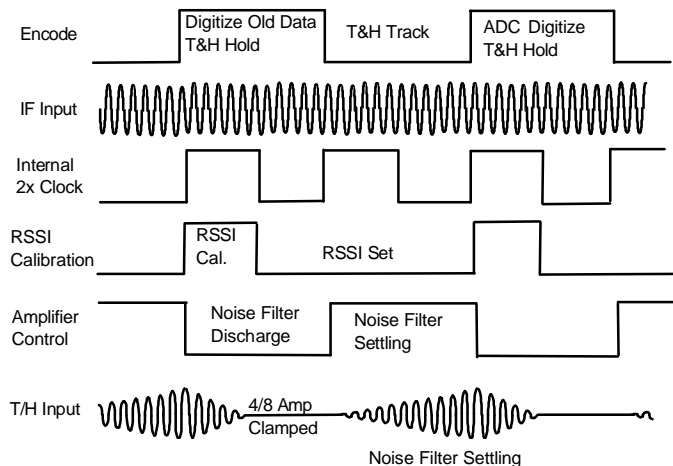 Encode
Digitize Old Data
T&H Hold
T&H Track
ADC Digitize
T&H Hold
IF Input
Internal
2x Clock
RSSI
Calibration
RSSI
Cal.
RSSI Set
Amplifier
Control
Noise Filter
Discharge
Noise Filter
Settling
T/H Input
4/8 Amp
Clamped
Noise Filter Settling